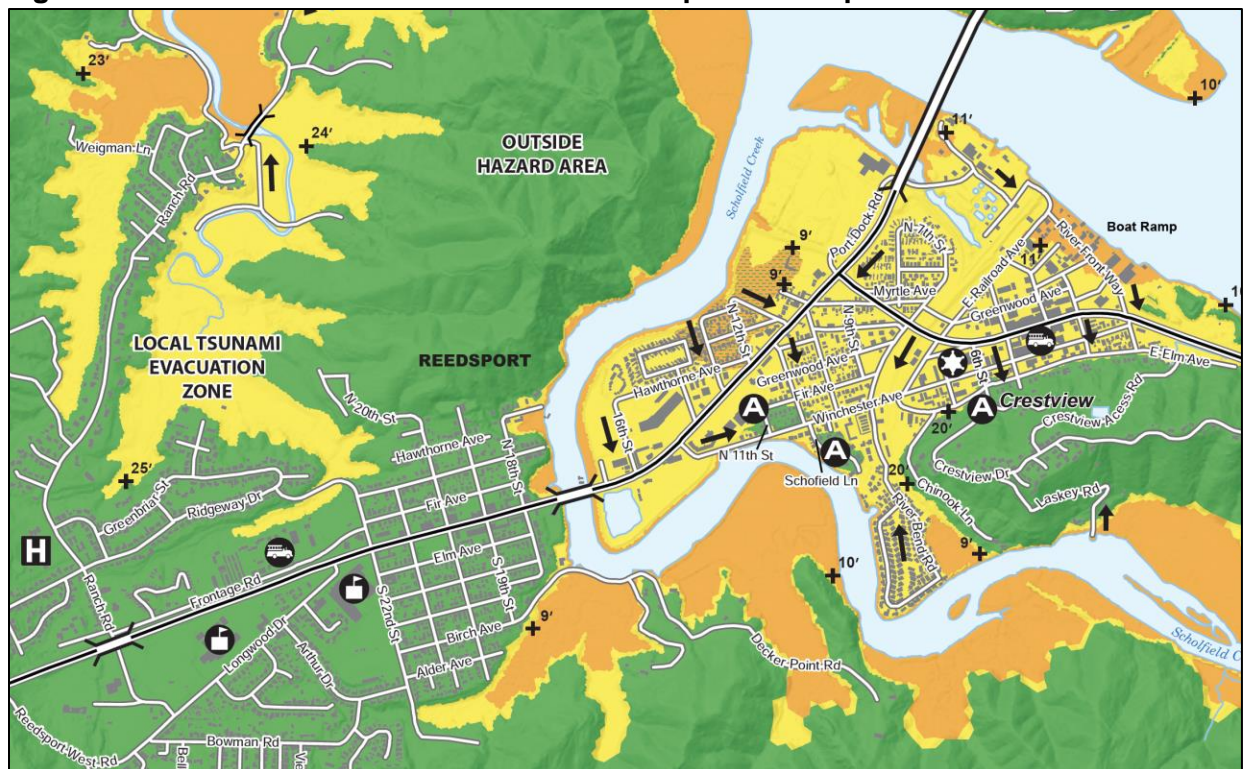 23'
24'
Weigman Ln
Ranch Rd
OUTSIDE
HAZARD AREA
Scholfield Creek
11'
10'
Port Dock Rd
N 7th St
9'
9'
Myrtle Ave
E Railroad Ave
11'
River Front Way
Boat Ramp
Greenwood Ave
LOCAL TSUNAMI
EVACUATION
ZONE
REEDSPORT
N 12th St
Hawthorne Ave
16th St
N 9th St
Greenwood Ave
Fir Ave
Winchester Ave
6th St
E Elm Ave
A
A
A
Crestview
20'
Crestview Acess Rd
Crestview Dr
Laskey Rd
N 11th St
Schofield Ln
20'
Chinook Ln
River Bend Rd
9'
10'
N 20th St
Hawthorne Ave
N 18th St
Fir Ave
Elm Ave
S 19th St
S 22nd St
Birch Ave
Alder Ave
9'
Decker Point Rd
25'
Greenbriar St
Ridgeway Dr
H
Ranch Rd
Frontage Rd
Longwood Dr
Arthur Dr
Reedsport West Rd
Bowman Rd
Scholfield C